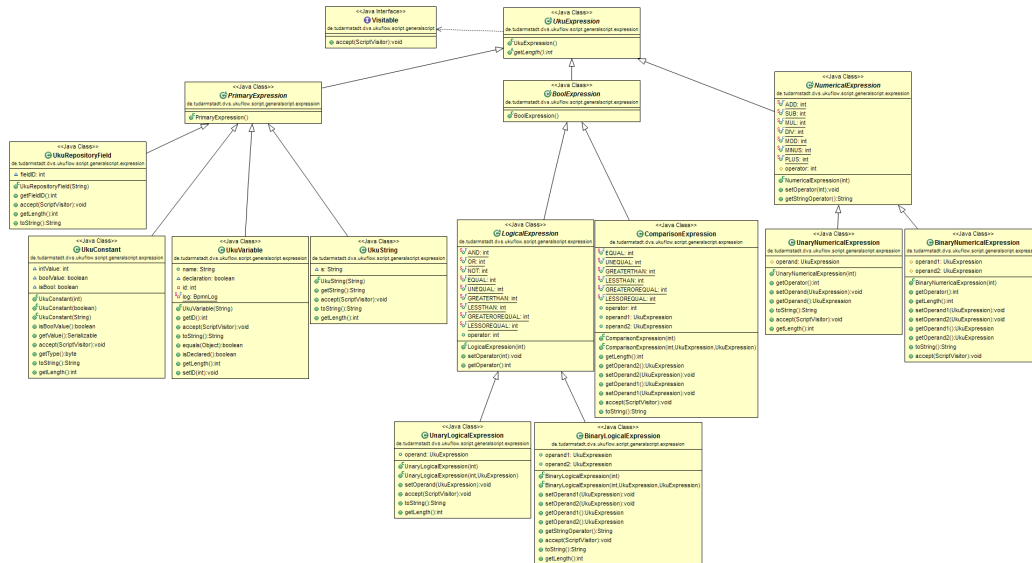 <<Java Interface>>
Visitable
de.tudarmstadt.dvs.ukuflow.script.generalscript.expression
accept(ScriptVisitor):void
<<Java Class>>
UkuExpression
de.tudarmstadt.dvs.ukuflow.script.generalscript.expression
UkuExpression()
getLength():int
<<Java Class>>
PrimaryExpression
de.tudarmstadt.dvs.ukuflow.script.generalscript.expression
PrimaryExpression()
<<Java Class>>
BoolExpression
de.tudarmstadt.dvs.ukuflow.script.generalscript.expression
BoolExpression()
<<Java Class>>
NumericalExpression
de.tudarmstadt.dvs.ukuflow.script.generalscript.expression
ADD: int
SUB: int
MUL: int
DIV: int
MOD: int
MINUS: int
PLUS: int
operator: int
NumericalExpression(int)
setOperator(int):void
getStringOperator():String
<<Java Class>>
UkuRepositoryField
de.tudarmstadt.dvs.ukuflow.script.generalscript.expression
fieldID: int
UkuRepositoryField(String)
getFieldID():int
accept(ScriptVisitor):void
getLength():int
toString():String
<<Java Class>>
UkuConstant
de.tudarmstadt.dvs.ukuflow.script.generalscript.expression
intValue: int
boolValue: boolean
isBool: boolean
UkuConstant(int)
UkuConstant(boolean)
UkuConstant(String)
isBoolValue():boolean
getValue():Serializable
accept(ScriptVisitor):void
getType():byte
toString():String
getLength():int
<<Java Class>>
UkuVariable
de.tudarmstadt.dvs.ukuflow.script.generalscript.expression
name: String
declaration: boolean
id: int
log: BpmnLog
UkuVariable(String)
getID():int
accept(ScriptVisitor):void
toString():String
equals(Object):boolean
isDeclared():boolean
getLength():int
setID(int):void
<<Java Class>>
UkuString
de.tudarmstadt.dvs.ukuflow.script.generalscript.expression
s: String
UkuString(String)
getString():String
accept(ScriptVisitor):void
toString():String
getLength():int
<<Java Class>>
LogicalExpression
de.tudarmstadt.dvs.ukuflow.script.generalscript.expression
AND: int
OR: int
NOT: int
EQUAL: int
UNEQUAL: int
GREATERTHAN: int
LESSTHAN: int
GREATEROREQUAL: int
LESSOREQUAL: int
operator: int
LogicalExpression(int)
setOperator(int):void
getOperator():int
<<Java Class>>
ComparisonExpression
de.tudarmstadt.dvs.ukuflow.script.generalscript.expression
EQUAL: int
UNEQUAL: int
GREATERTHAN: int
LESSTHAN: int
GREATEROREQUAL: int
LESSOREQUAL: int
operator: int
operand1: UkuExpression
operand2: UkuExpression
ComparisonExpression(int)
ComparisonExpression(int,UkuExpression,UkuExpression)
getLength():int
getOperand2():UkuExpression
setOperand2(UkuExpression):void
getOperand1():UkuExpression
setOperand1(UkuExpression):void
accept(ScriptVisitor):void
toString():String
<<Java Class>>
UnaryNumericalExpression
de.tudarmstadt.dvs.ukuflow.script.generalscript.expression
operand: UkuExpression
UnaryNumericalExpression(int)
getOperator():int
setOperand(UkuExpression):void
getOperand():UkuExpression
toString():String
accept(ScriptVisitor):void
getLength():int
<<Java Class>>
BinaryNumericalExpression
de.tudarmstadt.dvs.ukuflow.script.generalscript.expression
operand1: UkuExpression
operand2: UkuExpression
BinaryNumericalExpression(int)
getOperator():int
getLength():int
setOperand1(UkuExpression):void
setOperand2(UkuExpression):void
getOperand1():UkuExpression
getOperand2():UkuExpression
toString():String
accept(ScriptVisitor):void
<<Java Class>>
UnaryLogicalExpression
de.tudarmstadt.dvs.ukuflow.script.generalscript.expression
operand: UkuExpression
UnaryLogicalExpression(int)
UnaryLogicalExpression(int,UkuExpression)
setOperand(UkuExpression):void
accept(ScriptVisitor):void
toString():String
getLength():int
<<Java Class>>
BinaryLogicalExpression
de.tudarmstadt.dvs.ukuflow.script.generalscript.expression
operand1: UkuExpression
operand2: UkuExpression
BinaryLogicalExpression(int)
BinaryLogicalExpression(int,UkuExpression,UkuExpression)
setOperand1(UkuExpression):void
setOperand2(UkuExpression):void
getOperand1():UkuExpression
getOperand2():UkuExpression
getStringOperator():String
accept(ScriptVisitor):void
toString():String
getLength():int